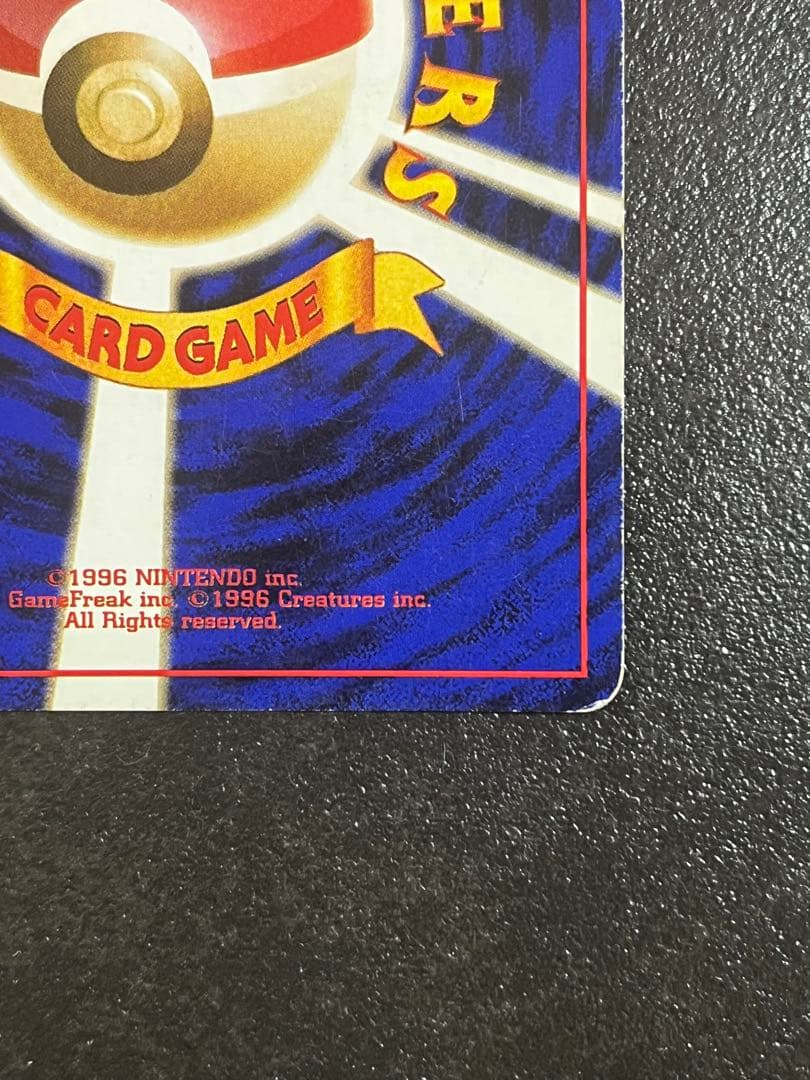 ERS
CARD GAME
©1996 NINTENDO inc.
GameFreak inc. ©1996 Creatures inc.
All Rights reserved.